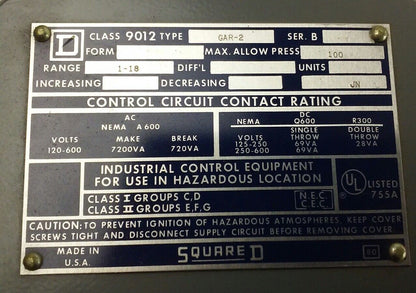 D CLASS 9012 TYPE GAR-2 SER. B
FORM MAX. ALLOW PRESS 100
RANGE 1-18 DIFF'L UNITS
INCREASING DECREASING JN
CONTROL CIRCUIT CONTACT RATING
AC DC
NEMA A600 NEMA Q600 R300
SINGLE DOUBLE
VOLTS MAKE BREAK VOLTS THROW THROW
120-600 7200VA 720VA 125-250 69VA 28VA
250-600 69VA
INDUSTRIAL CONTROL EQUIPMENT
FOR USE IN HAZARDOUS LOCATION
CLASS I GROUPS C,D N.E.C.
CLASS II GROUPS E,F,G C.E.C.
UL LISTED
755A
CAUTION: TO PREVENT IGNITION OF HAZARDOUS ATMOSPHERES, KEEP COVER
SCREWS TIGHT AND DISCONNECT SUPPLY CIRCUIT BEFORE REMOVING COVER.
MADE IN
U.S.A. SQUARE D